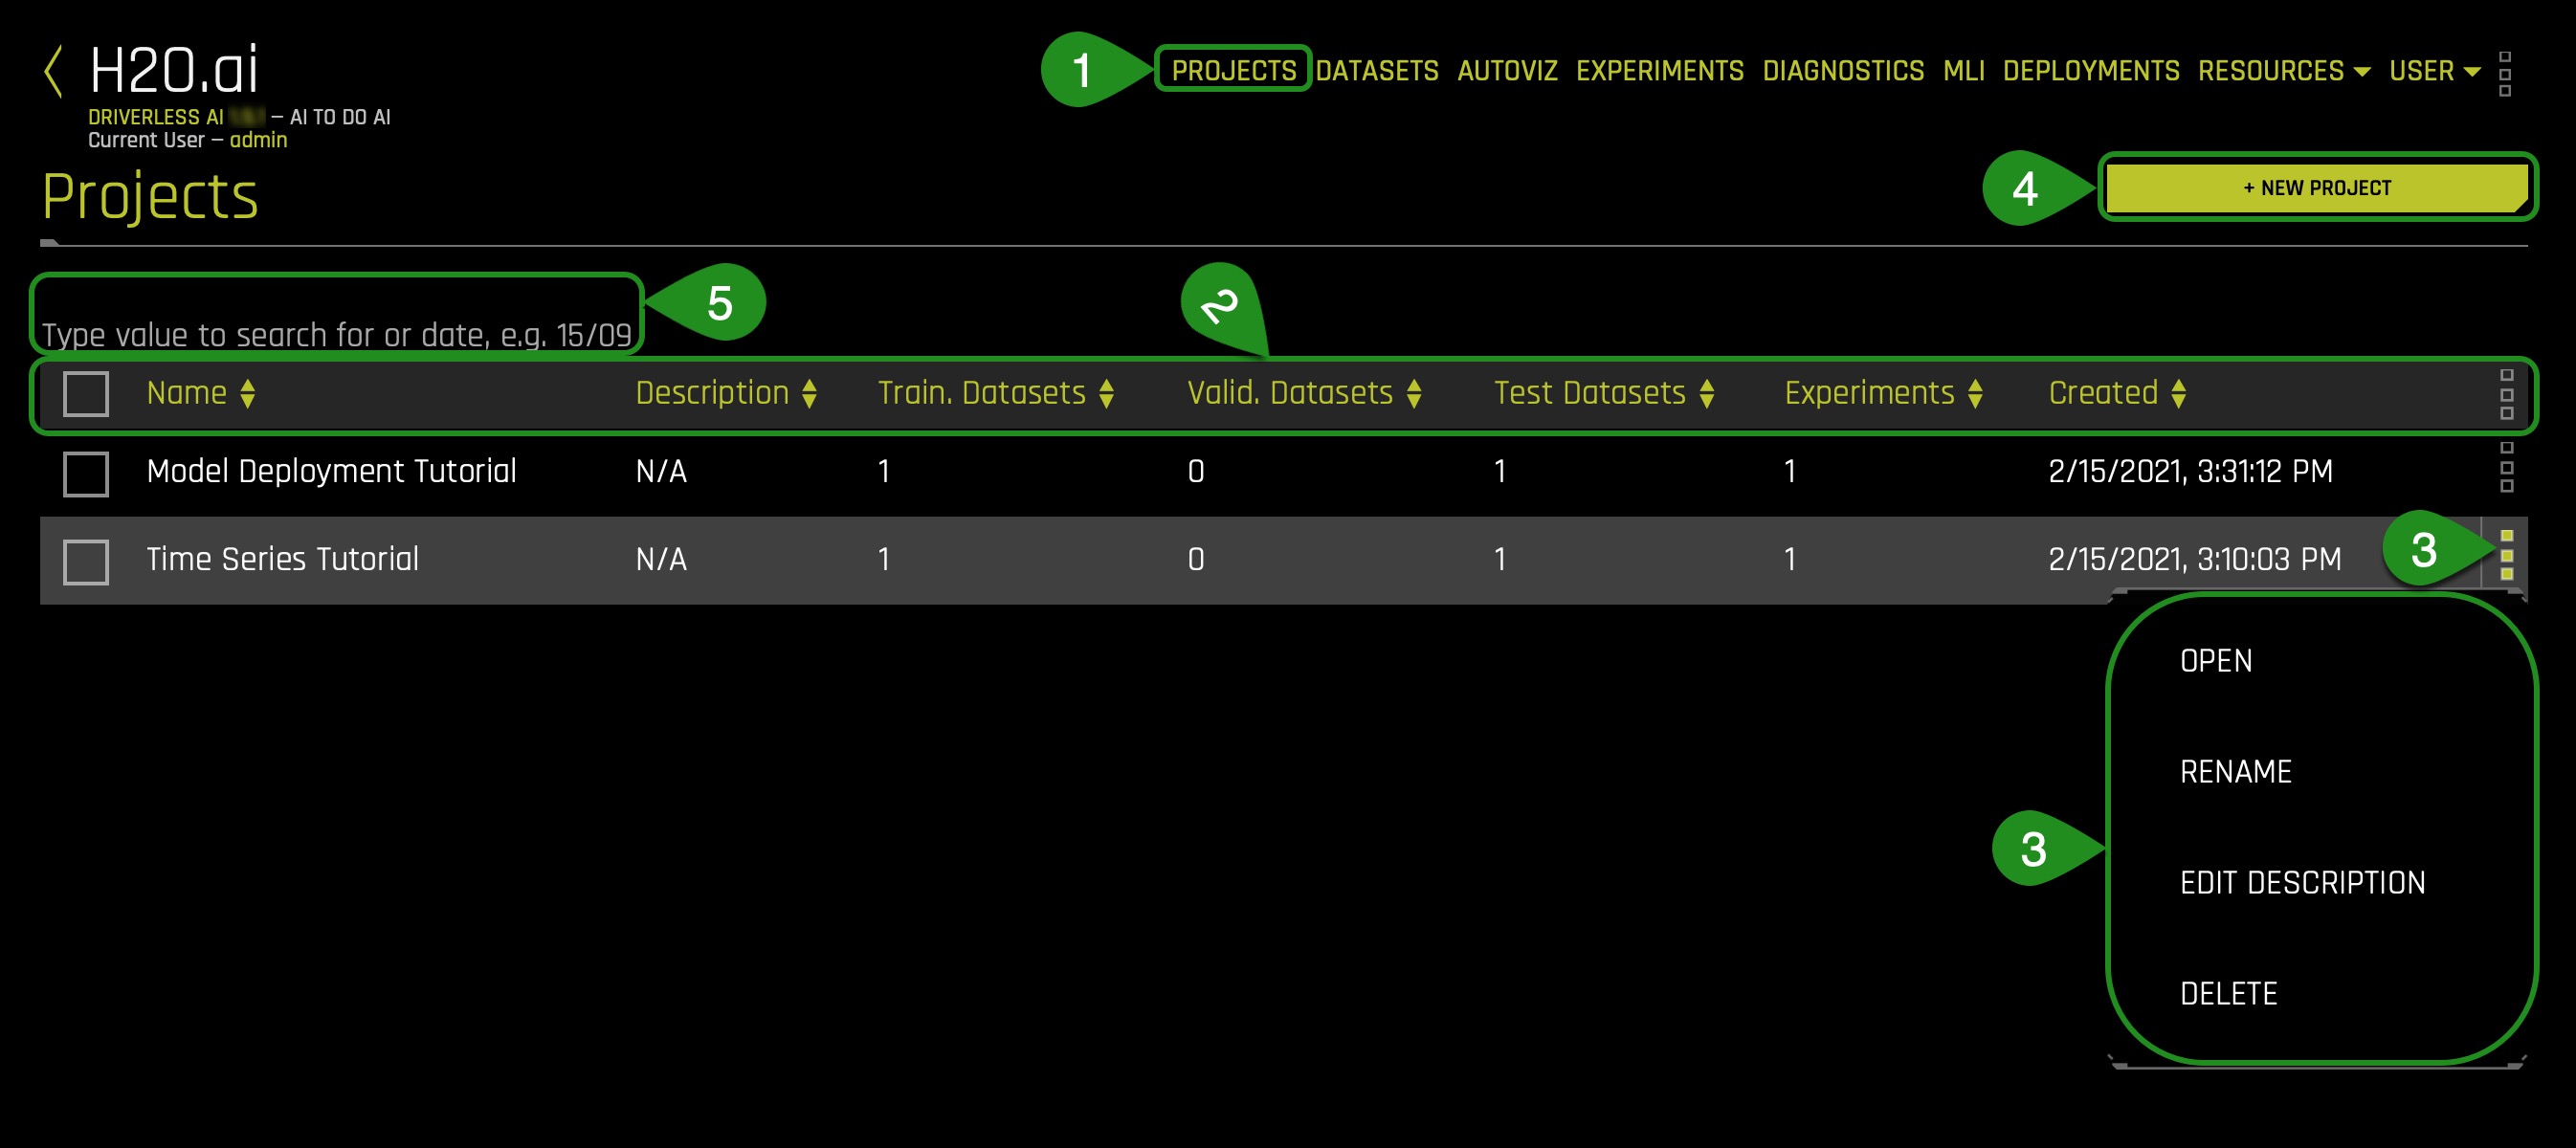 H2O.ai
1 PROJECTS DATASETS AUTOVIZ EXPERIMENTS DIAGNOSTICS MLI DEPLOYMENTS RESOURCES USER
DRIVERLESS AI — AI TO DO AI
Current User — admin
Projects
4 + NEW PROJECT
5 2
Type value to search for or date, e.g. 15/09
Name Description Train. Datasets Valid. Datasets Test Datasets Experiments Created
Model Deployment Tutorial N/A 1 0 1 1 2/15/2021, 3:31:12 PM
Time Series Tutorial N/A 1 0 1 1 2/15/2021, 3:10:03 PM 3
OPEN
RENAME
3
EDIT DESCRIPTION
DELETE